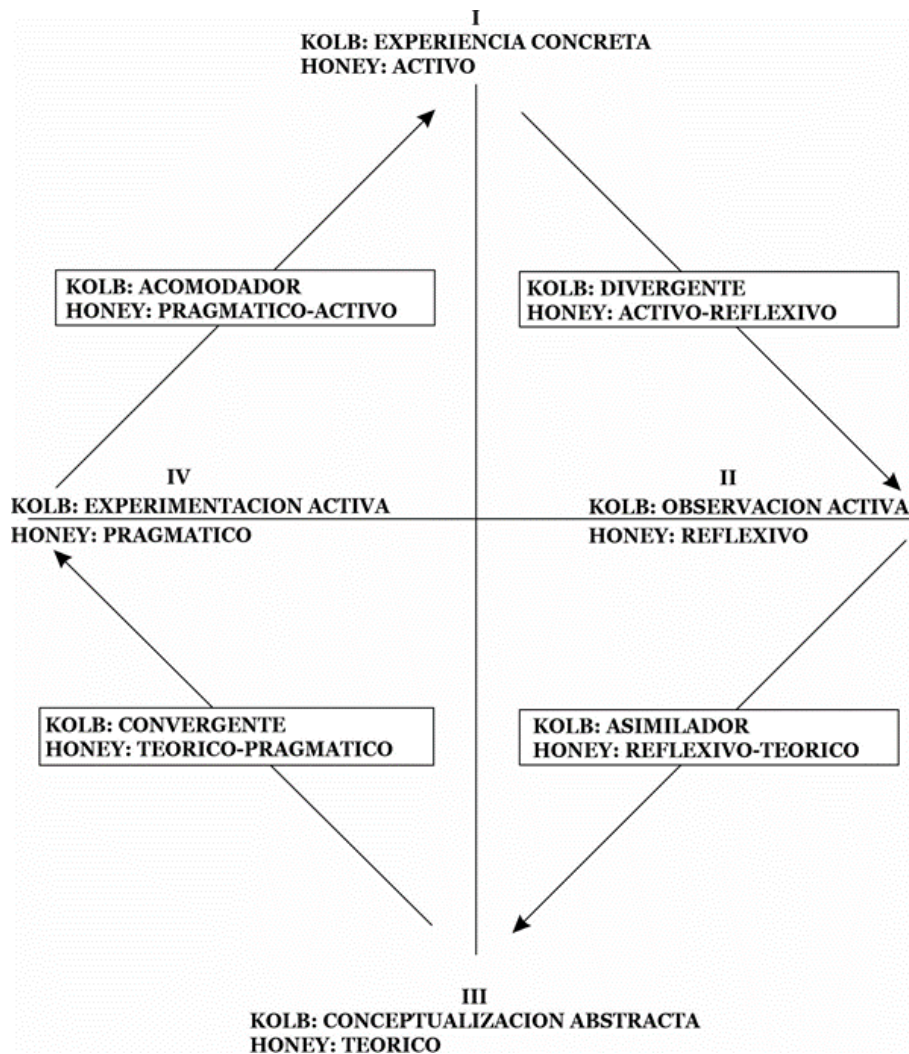 I
KOLB: EXPERIENCIA CONCRETA
HONEY: ACTIVO
KOLB: ACOMODADOR
HONEY: PRAGMATICO-ACTIVO
KOLB: DIVERGENTE
HONEY: ACTIVO-REFLEXIVO
IV
KOLB: EXPERIMENTACION ACTIVA
HONEY: PRAGMATICO
II
KOLB: OBSERVACION ACTIVA
HONEY: REFLEXIVO
KOLB: CONVERGENTE
HONEY: TEORICO-PRAGMATICO
KOLB: ASIMILADOR
HONEY: REFLEXIVO-TEORICO
III
KOLB: CONCEPTUALIZACION ABSTRACTA
HONEY: TEORICO